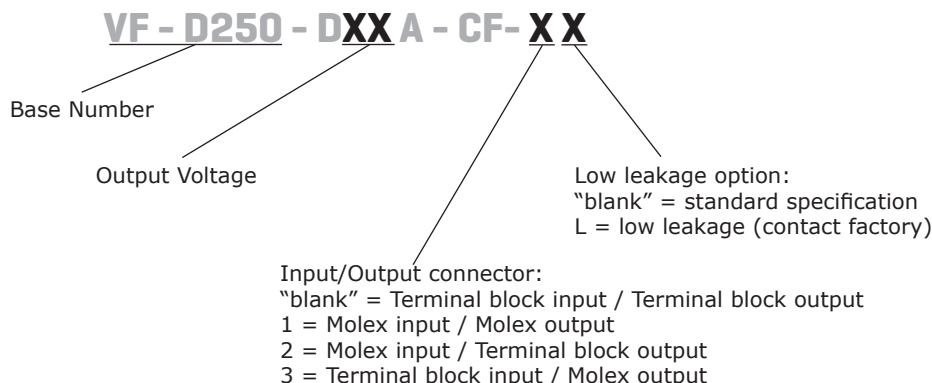 VF - D250 - DXXA - CF- X X
Base Number
Output Voltage
Low leakage option:
“blank” = standard specification
L = low leakage (contact factory)
Input/Output connector:
“blank” = Terminal block input / Terminal block output
1 = Molex input / Molex output
2 = Molex input / Terminal block output
3 = Terminal block input / Molex output